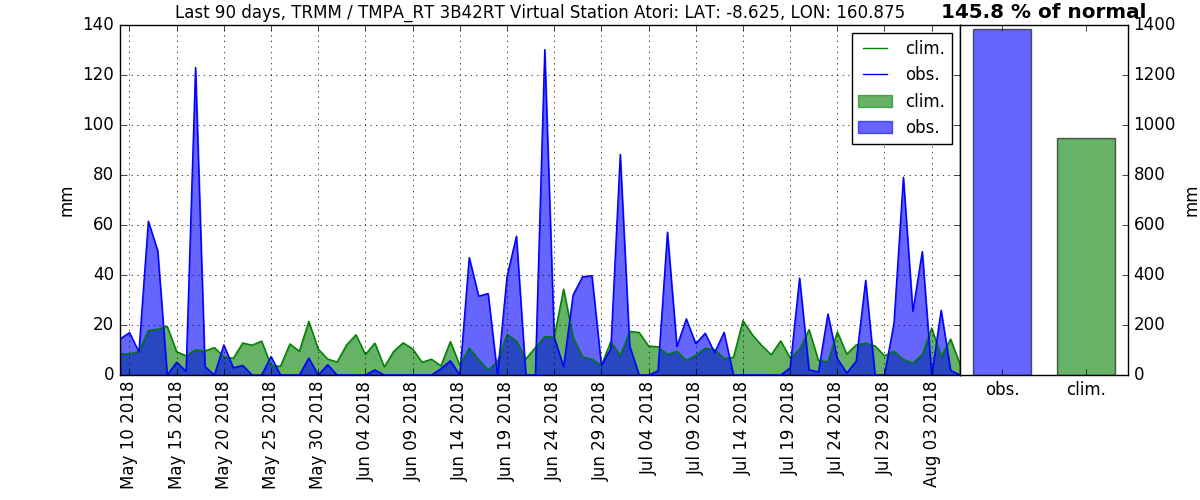 Last 90 days, TRMM / TMPA_RT 3B42RT Virtual Station Atori: LAT: -8.625, LON: 160.875
145.8 % of normal
140
120
100
80
60
40
20
0
mm
clim.
obs.
clim.
obs.
1400
1200
1000
800
600
400
200
0
mm
May 10 2018
May 15 2018
May 20 2018
May 25 2018
May 30 2018
Jun 04 2018
Jun 09 2018
Jun 14 2018
Jun 19 2018
Jun 24 2018
Jun 29 2018
Jul 04 2018
Jul 09 2018
Jul 14 2018
Jul 19 2018
Jul 24 2018
Jul 29 2018
Aug 03 2018
obs.
clim.